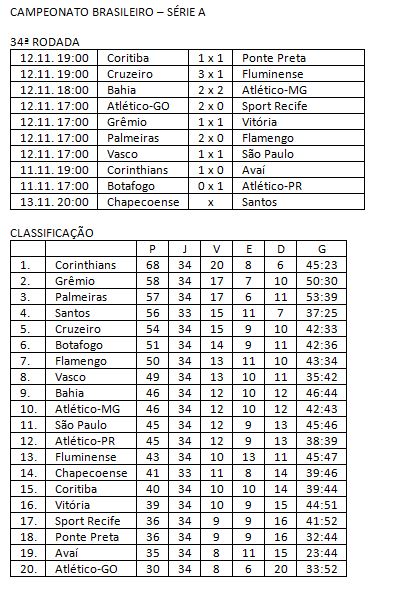 CAMPEONATO BRASILEIRO – SÉRIE A
34ª RODADA
12.11. 19:00 Coritiba 1 x 1 Ponte Preta
12.11. 19:00 Cruzeiro 3 x 1 Fluminense
12.11. 18:00 Bahia 2 x 2 Atlético-MG
12.11. 17:00 Atlético-GO 2 x 0 Sport Recife
12.11. 17:00 Grêmio 1 x 1 Vitória
12.11. 17:00 Palmeiras 2 x 0 Flamengo
12.11. 17:00 Vasco 1 x 1 São Paulo
11.11. 19:00 Corinthians 1 x 0 Avaí
11.11. 17:00 Botafogo 0 x 1 Atlético-PR
13.11. 20:00 Chapecoense x Santos
CLASSIFICAÇÃO
P J V E D G
1. Corinthians 68 34 20 8 6 45:23
2. Grêmio 58 34 17 7 10 50:30
3. Palmeiras 57 34 17 6 11 53:39
4. Santos 56 33 15 11 7 37:25
5. Cruzeiro 54 34 15 9 10 42:33
6. Botafogo 51 34 14 9 11 42:36
7. Flamengo 50 34 13 11 10 43:34
8. Vasco 49 34 13 10 11 35:42
9. Bahia 46 34 12 10 12 46:44
10. Atlético-MG 46 34 12 10 12 42:43
11. São Paulo 45 34 12 9 13 45:46
12. Atlético-PR 45 34 12 9 13 38:39
13. Fluminense 43 34 10 13 11 45:47
14. Chapecoense 41 33 11 8 14 39:46
15. Coritiba 40 34 10 10 14 39:44
16. Vitória 39 34 10 9 15 44:51
17. Sport Recife 36 34 9 9 16 41:52
18. Ponte Preta 36 34 9 9 16 32:44
19. Avaí 35 34 8 11 15 23:44
20. Atlético-GO 30 34 8 6 20 33:52